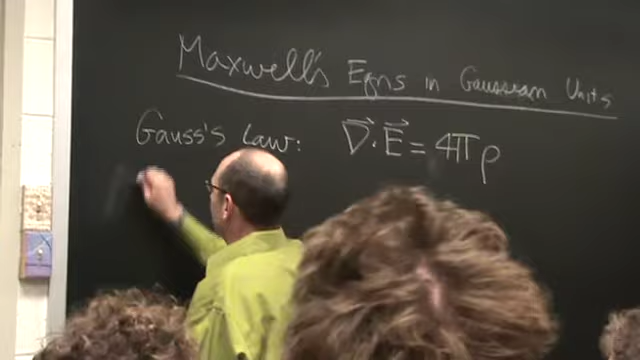 Maxwell's Eqns in Gaussian Units
Gauss's Law: ∇⃗·E⃗ = 4πρ